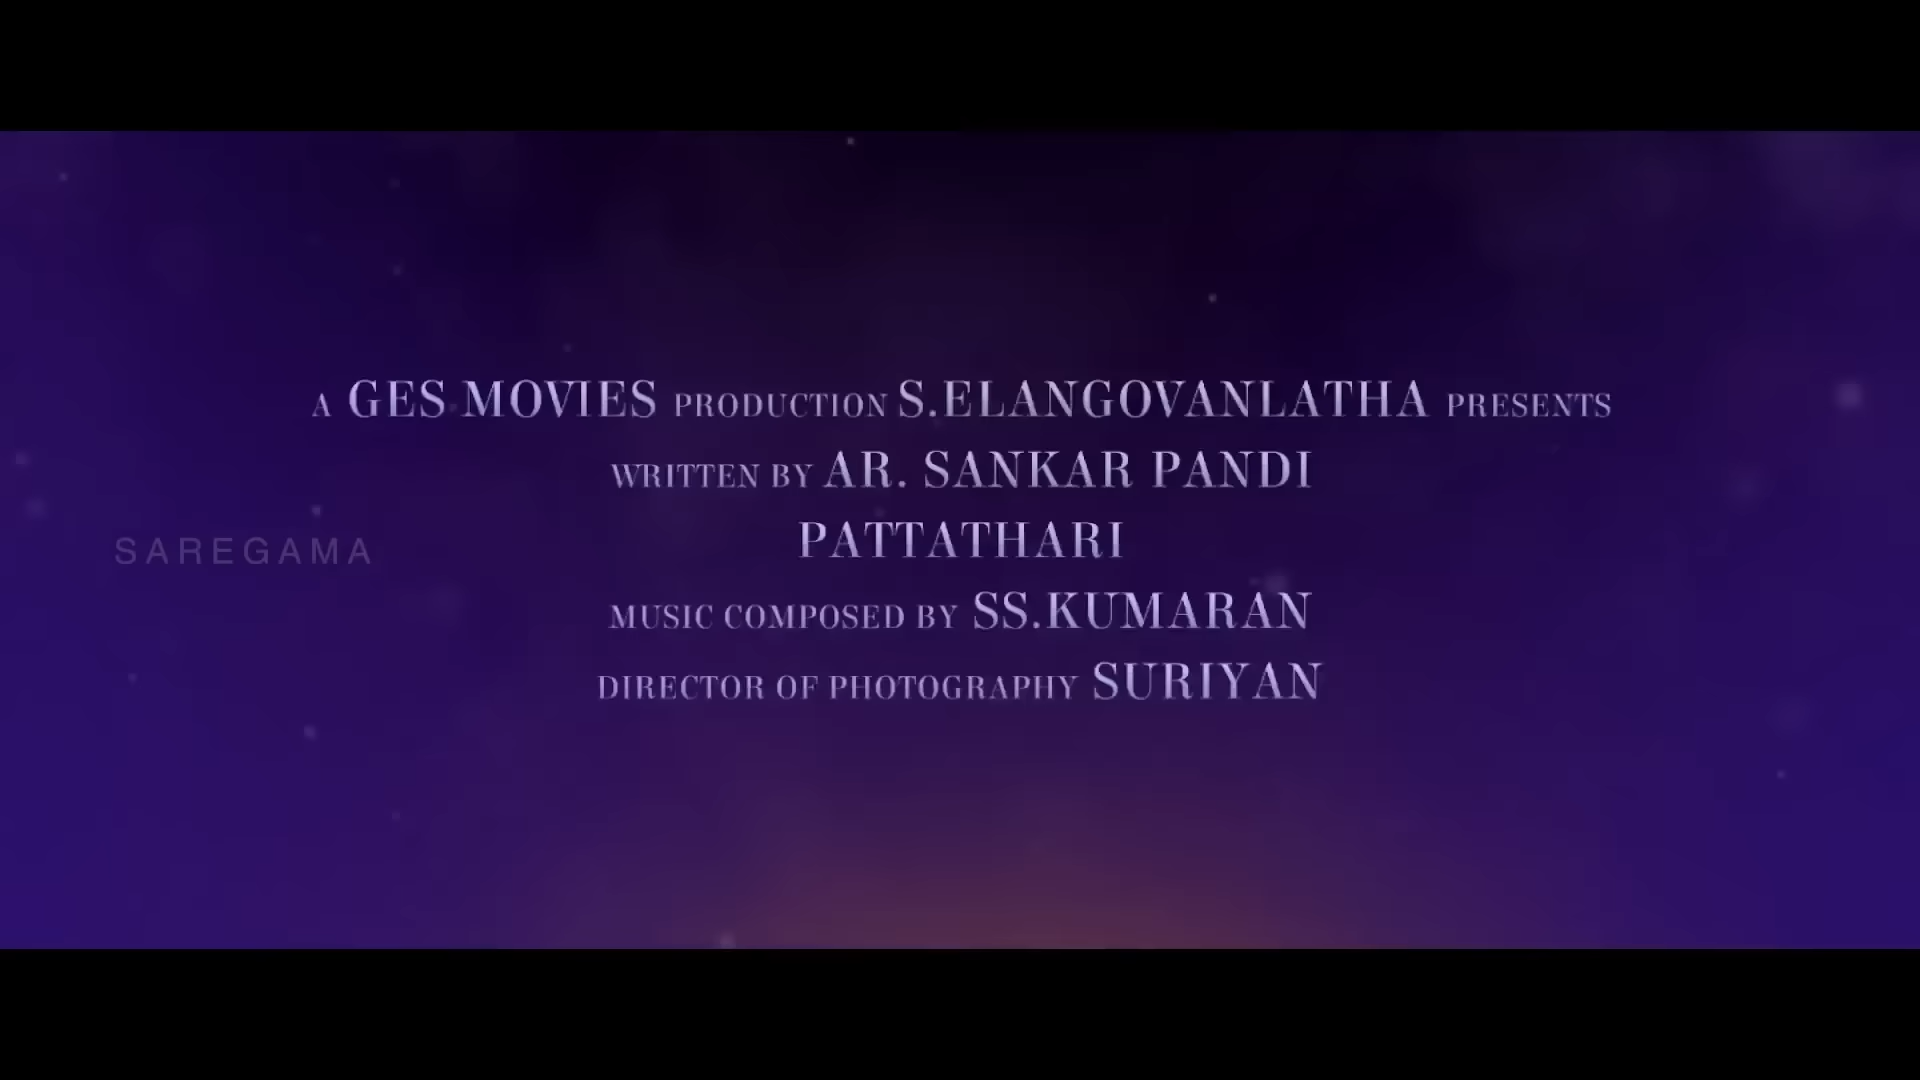 A GES MOVIES PRODUCTION S.ELANGOVANLATHA PRESENTS
WRITTEN BY AR. SANKAR PANDI
PATTATHARI
SAREGAMA
MUSIC COMPOSED BY SS.KUMARAN
DIRECTOR OF PHOTOGRAPHY SURIYAN